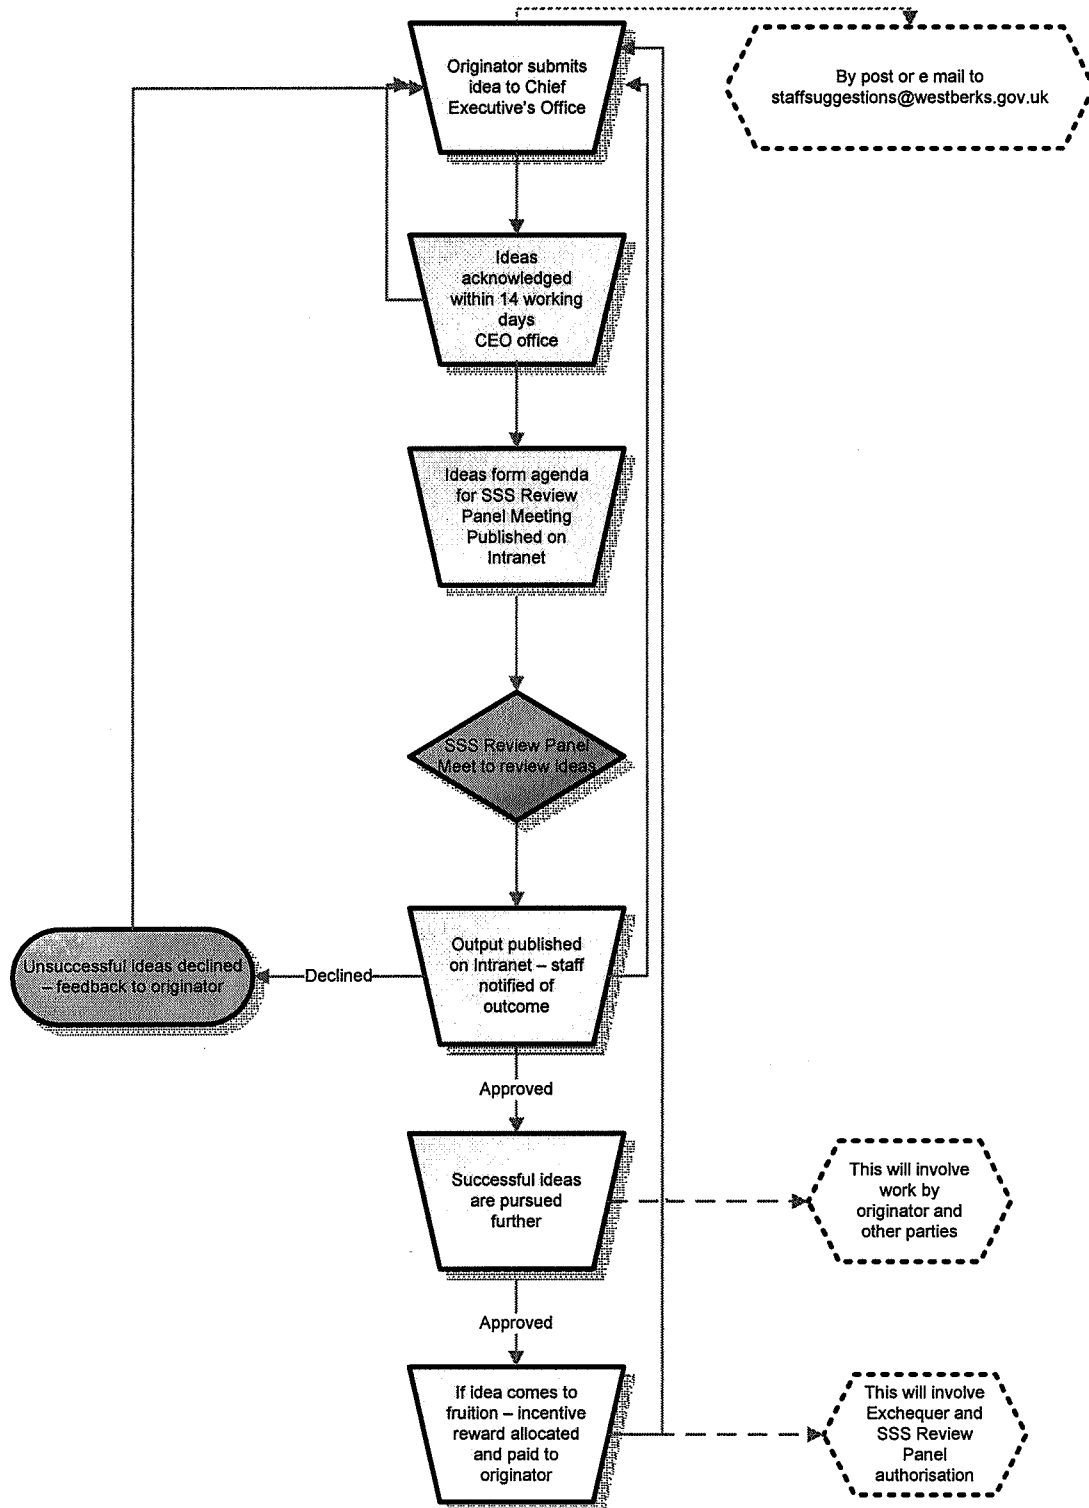 Originator submits
idea to Chief
Executive's Office
By post or e mail to
staffsuggestions@westberks.gov.uk
Ideas
acknowledged
within 14 working
days
CEO office
Ideas form agenda
for SSS Review
Panel Meeting
Published on
Intranet
SSS Review Panel
Meet to review ideas
Output published
on Intranet – staff
notified of
outcome
Declined
Unsuccessful ideas declined
– feedback to originator
Approved
Successful ideas
are pursued
further
This will involve
work by
originator and
other parties
Approved
If idea comes to
fruition – incentive
reward allocated
and paid to
originator
This will involve
Exchequer and
SSS Review
Panel
authorisation